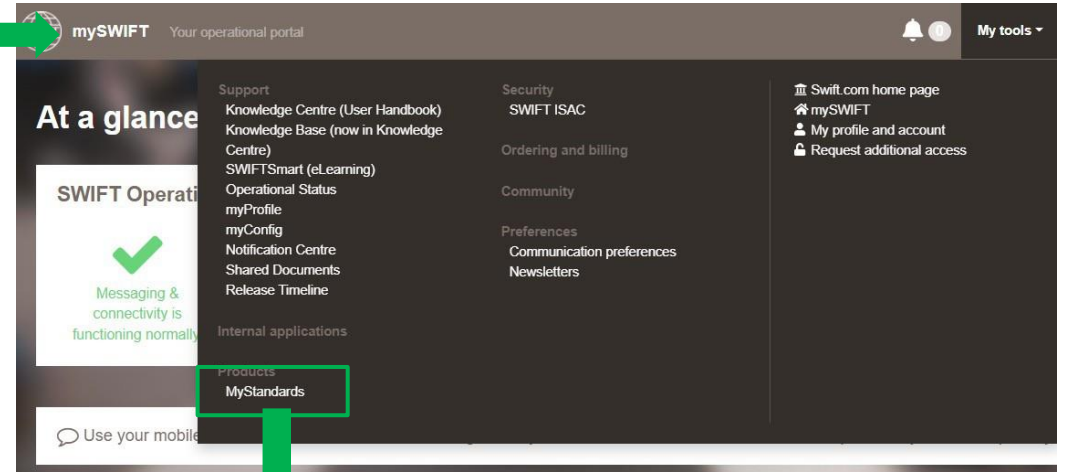 mySWIFT Your operational portal
0
My tools
At a glance
SWIFT Operati
Messaging &
connectivity is
functioning normally
Use your mobile
Support
Knowledge Centre (User Handbook)
Knowledge Base (now in Knowledge
Centre)
SWIFTSmart (eLearning)
Operational Status
myProfile
myConfig
Notification Centre
Shared Documents
Release Timeline
Internal applications
Products
MyStandards
Security
SWIFT ISAC
Ordering and billing
Community
Preferences
Communication preferences
Newsletters
Swift.com home page
mySWIFT
My profile and account
Request additional access